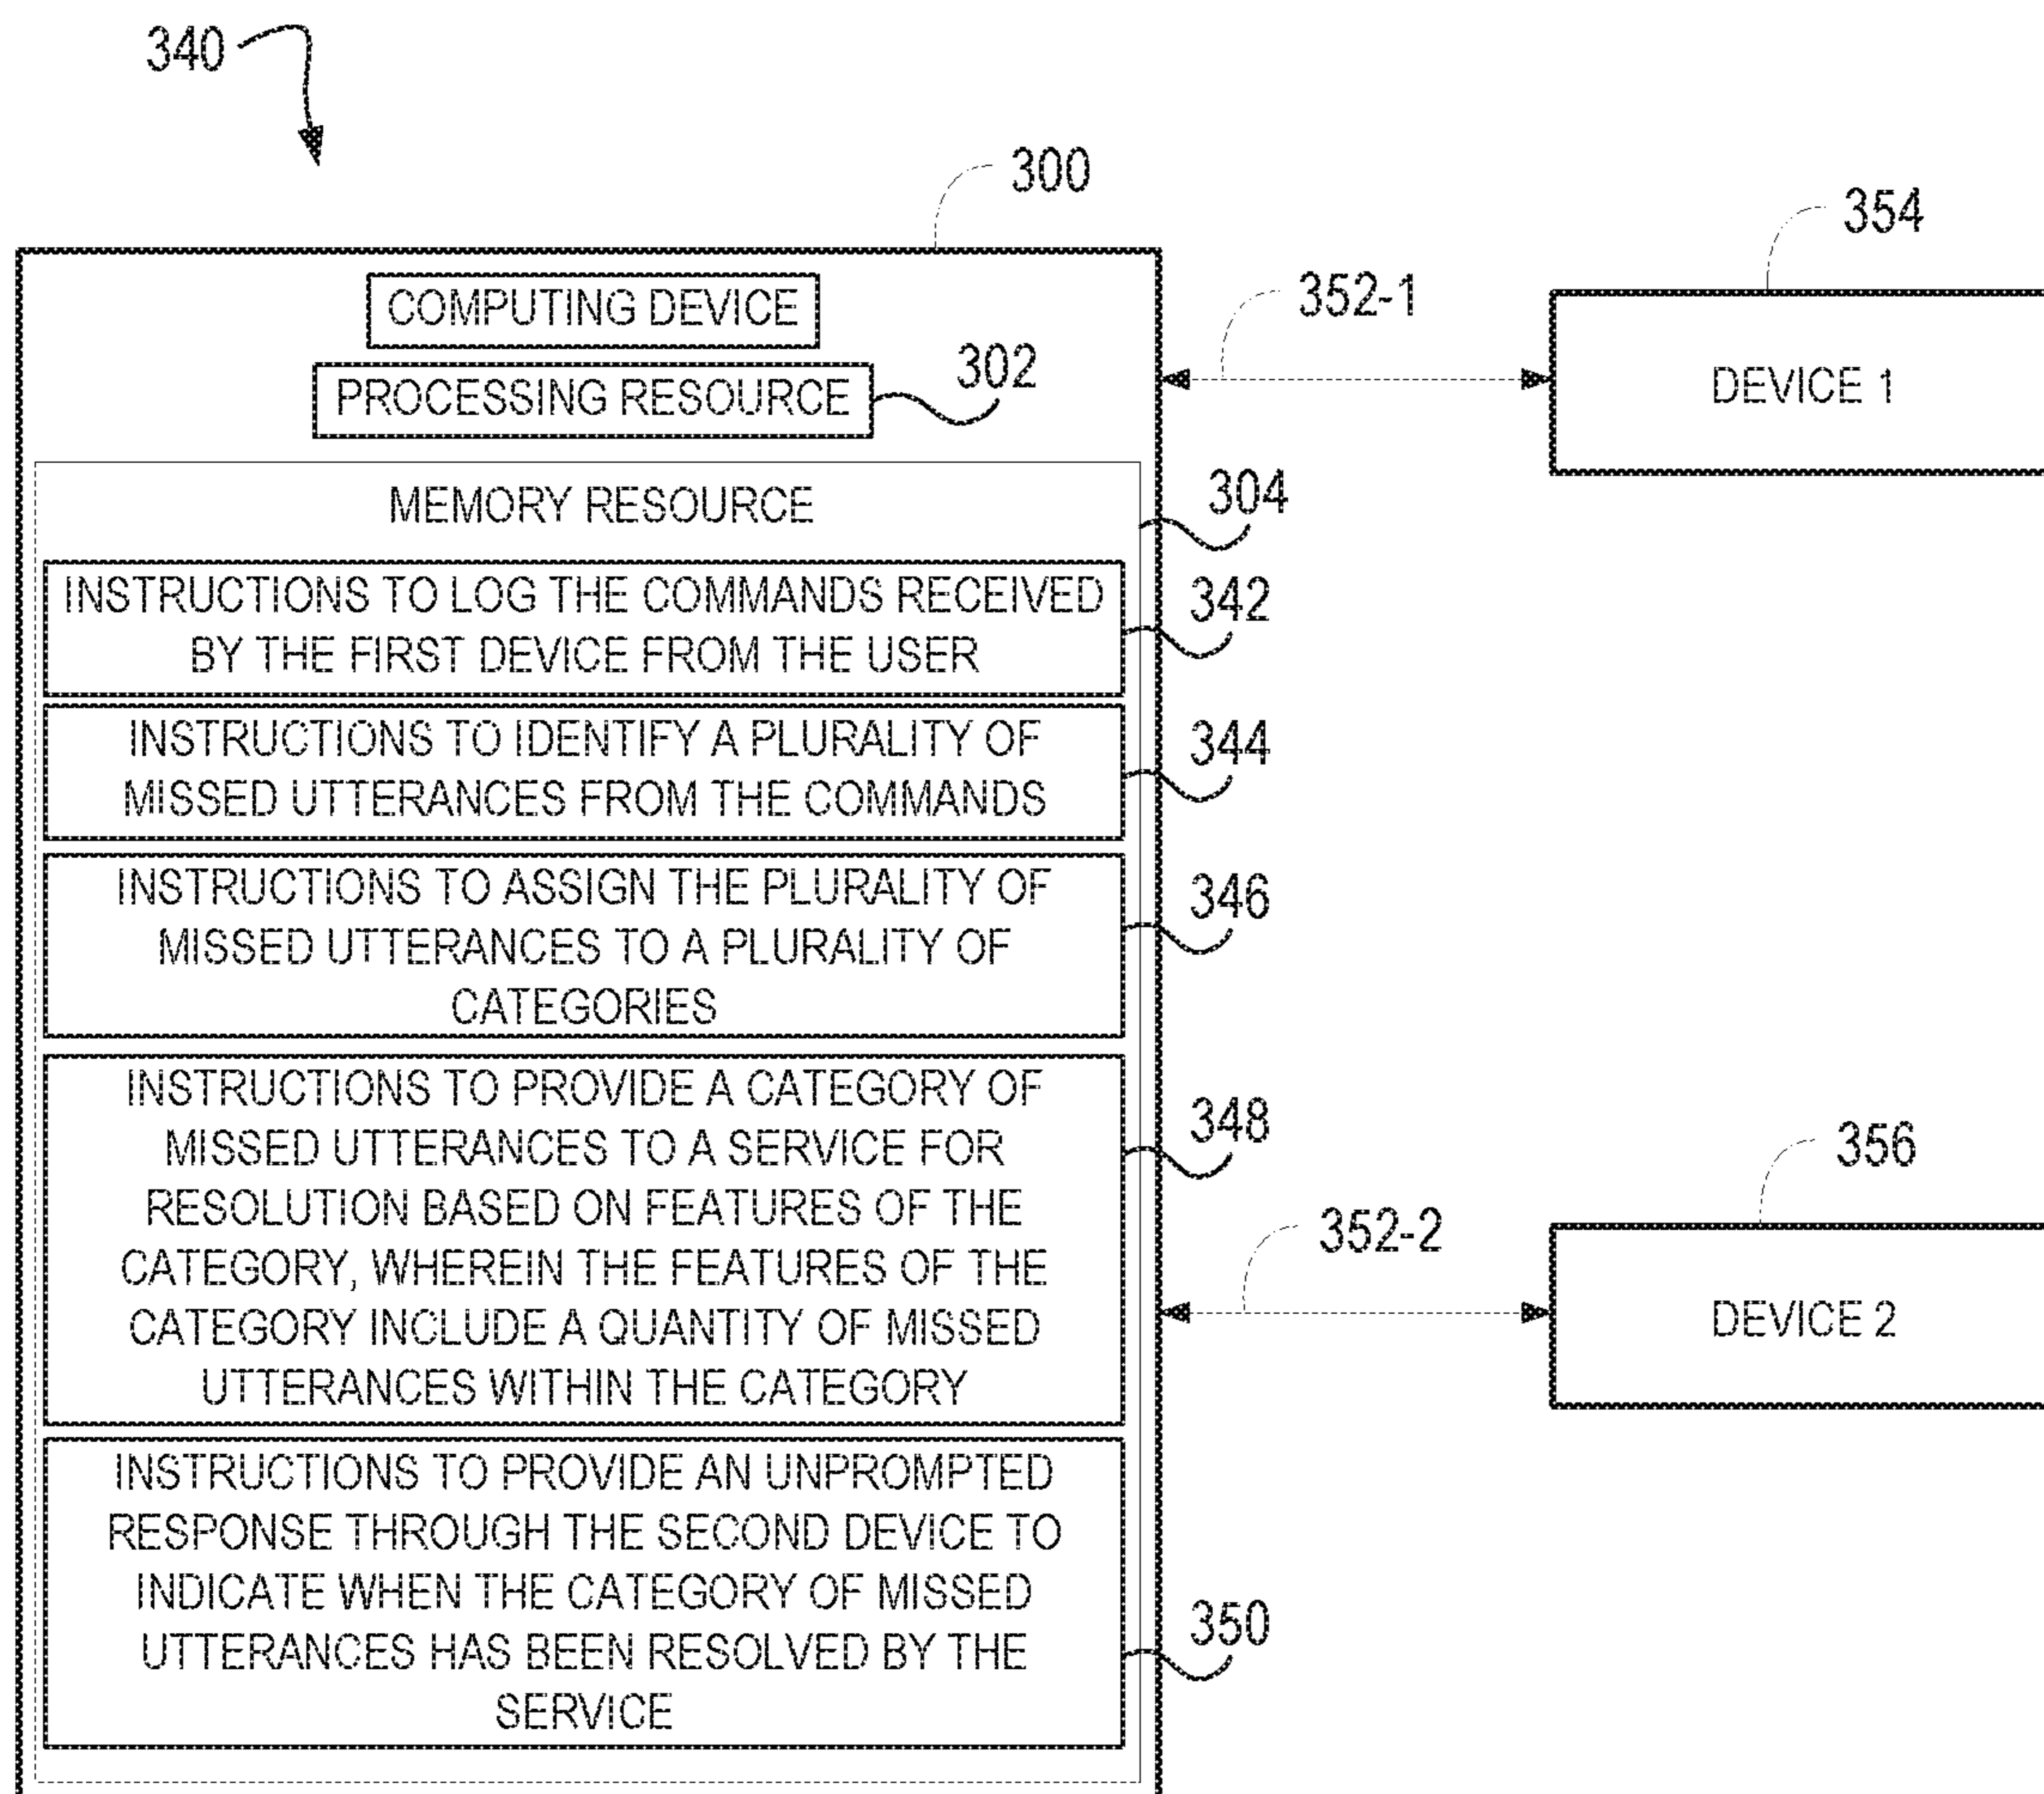 340
300
354
COMPUTING DEVICE
352-1
PROCESSING RESOURCE
302
DEVICE 1
MEMORY RESOURCE
304
INSTRUCTIONS TO LOG THE COMMANDS RECEIVED
BY THE FIRST DEVICE FROM THE USER
342
INSTRUCTIONS TO IDENTIFY A PLURALITY OF
MISSED UTTERANCES FROM THE COMMANDS
344
INSTRUCTIONS TO ASSIGN THE PLURALITY OF
MISSED UTTERANCES TO A PLURALITY OF
CATEGORIES
346
INSTRUCTIONS TO PROVIDE A CATEGORY OF
MISSED UTTERANCES TO A SERVICE FOR
RESOLUTION BASED ON FEATURES OF THE
CATEGORY, WHEREIN THE FEATURES OF THE
CATEGORY INCLUDE A QUANTITY OF MISSED
UTTERANCES WITHIN THE CATEGORY
348
356
352-2
DEVICE 2
INSTRUCTIONS TO PROVIDE AN UNPROMPTED
RESPONSE THROUGH THE SECOND DEVICE TO
INDICATE WHEN THE CATEGORY OF MISSED
UTTERANCES HAS BEEN RESOLVED BY THE
SERVICE
350